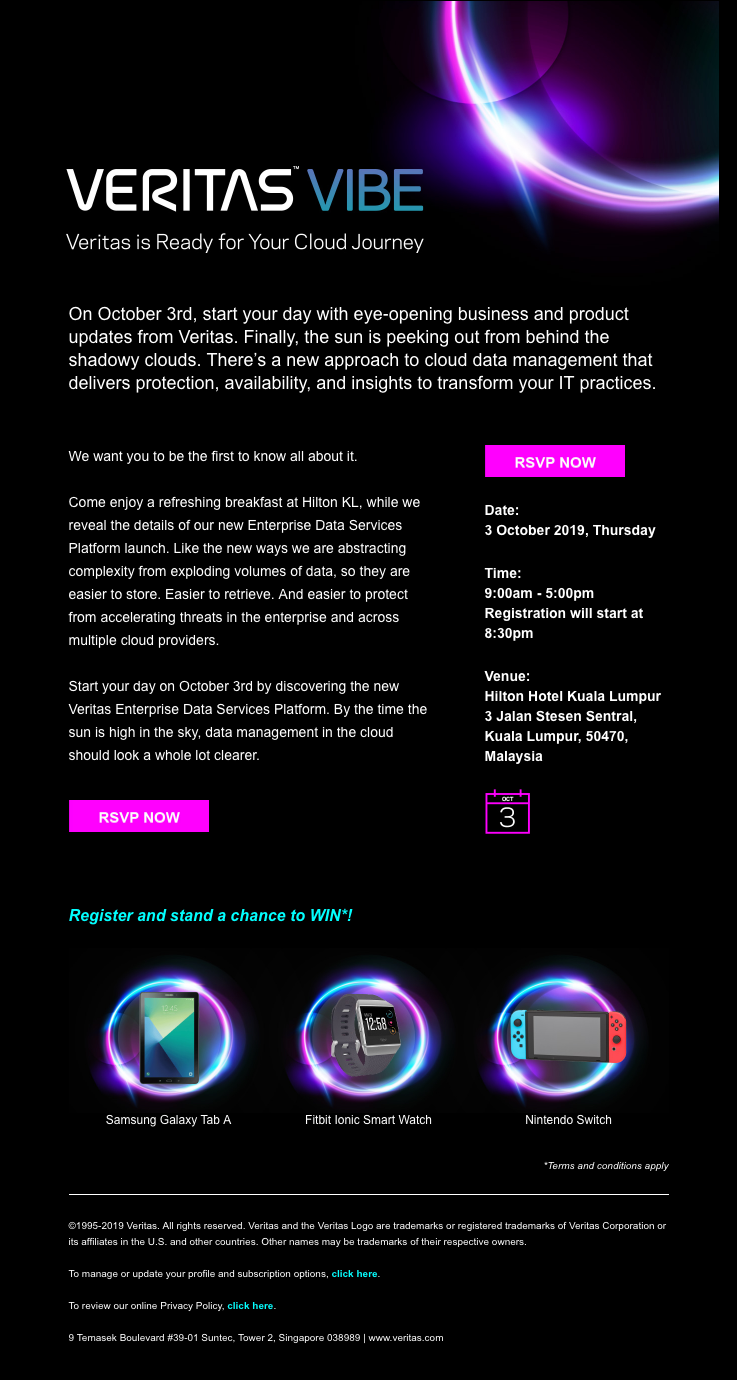 VERITAS™ VIBE
Veritas is Ready for Your Cloud Journey
On October 3rd, start your day with eye-opening business and product
updates from Veritas. Finally, the sun is peeking out from behind the
shadowy clouds. There’s a new approach to cloud data management that
delivers protection, availability, and insights to transform your IT practices.
We want you to be the first to know all about it.
Come enjoy a refreshing breakfast at Hilton KL, while we
reveal the details of our new Enterprise Data Services
Platform launch. Like the new ways we are abstracting
complexity from exploding volumes of data, so they are
easier to store. Easier to retrieve. And easier to protect
from accelerating threats in the enterprise and across
multiple cloud providers.
Start your day on October 3rd by discovering the new
Veritas Enterprise Data Services Platform. By the time the
sun is high in the sky, data management in the cloud
should look a whole lot clearer.
RSVP NOW
RSVP NOW
Date:
3 October 2019, Thursday
Time:
9:00am - 5:00pm
Registration will start at
8:30pm
Venue:
Hilton Hotel Kuala Lumpur
3 Jalan Stesen Sentral,
Kuala Lumpur, 50470,
Malaysia
OCT
3
Register and stand a chance to WIN*!
12:45
12:58
Samsung Galaxy Tab A
Fitbit Ionic Smart Watch
Nintendo Switch
*Terms and conditions apply
©1995-2019 Veritas. All rights reserved. Veritas and the Veritas Logo are trademarks or registered trademarks of Veritas Corporation or
its affiliates in the U.S. and other countries. Other names may be trademarks of their respective owners.
To manage or update your profile and subscription options, click here.
To review our online Privacy Policy, click here.
9 Temasek Boulevard #39-01 Suntec, Tower 2, Singapore 038989 | www.veritas.com